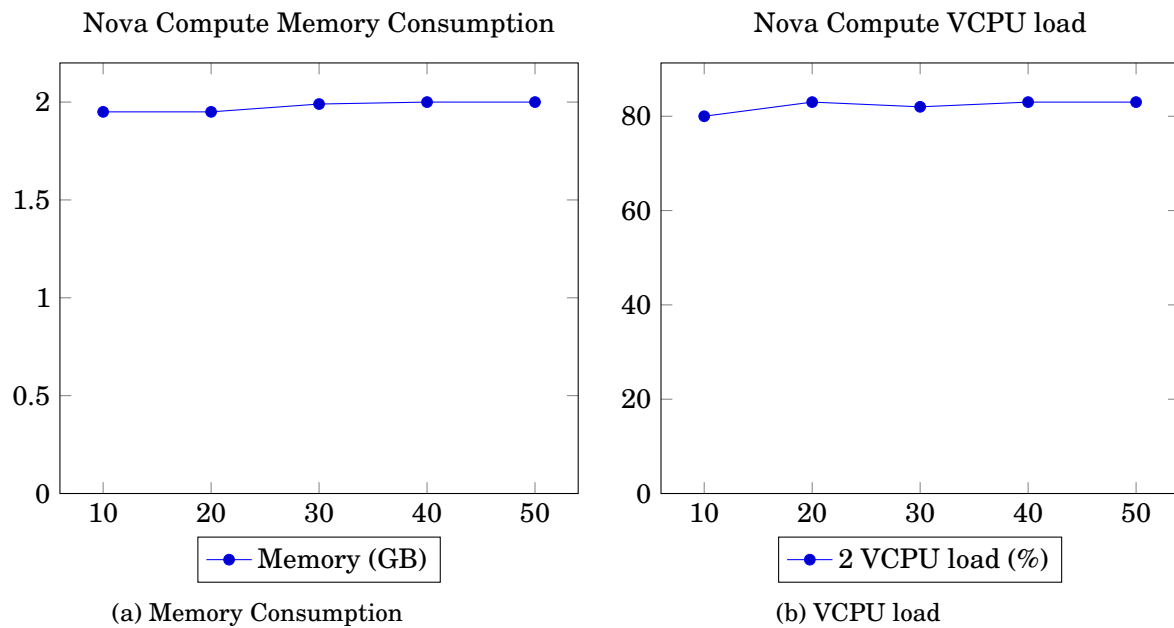 Nova Compute Memory Consumption
2
1.5
1
0.5
0
10 20 30 40 50
Memory (GB)
(a) Memory Consumption
Nova Compute VCPU load
80
60
40
20
0
10 20 30 40 50
2 VCPU load (%)
(b) VCPU load